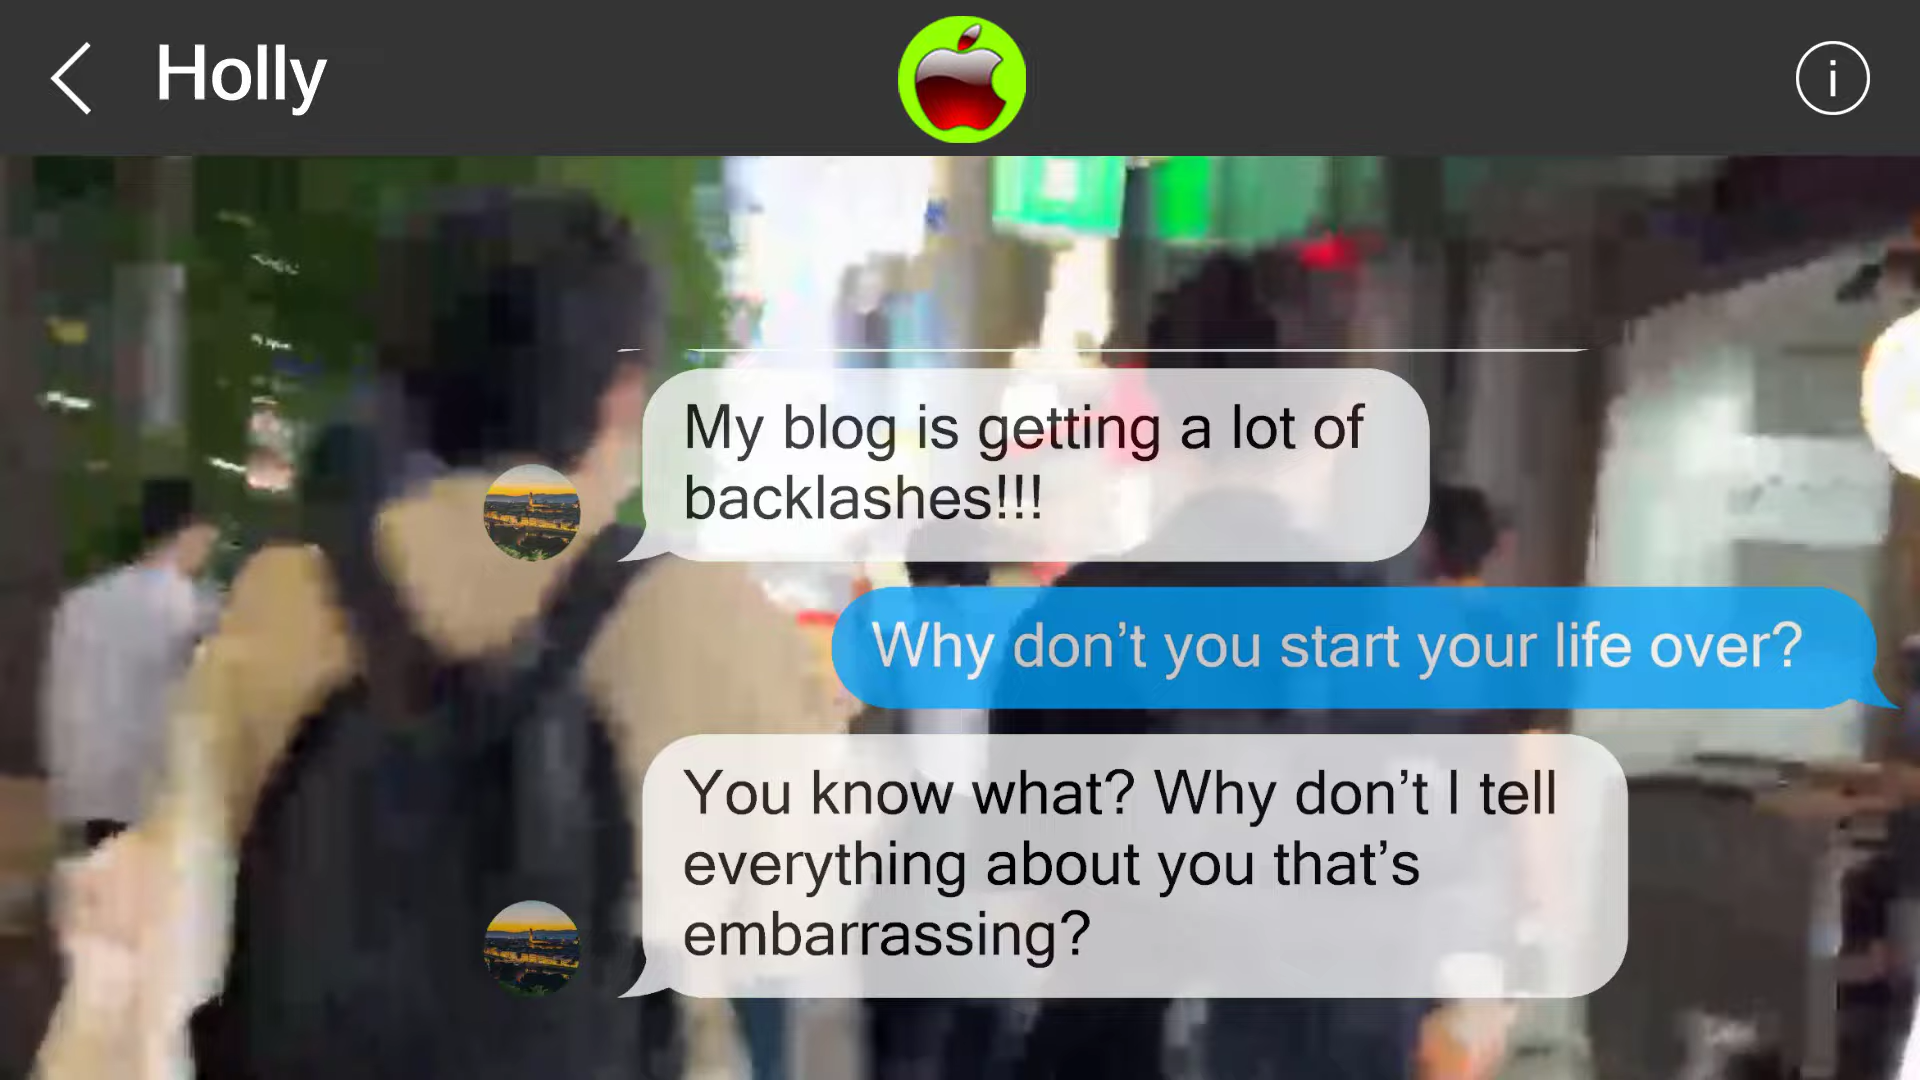 Holly
My blog is getting a lot of
backlashes!!!
Why don’t you start your life over?
You know what? Why don’t I tell
everything about you that’s
embarrassing?